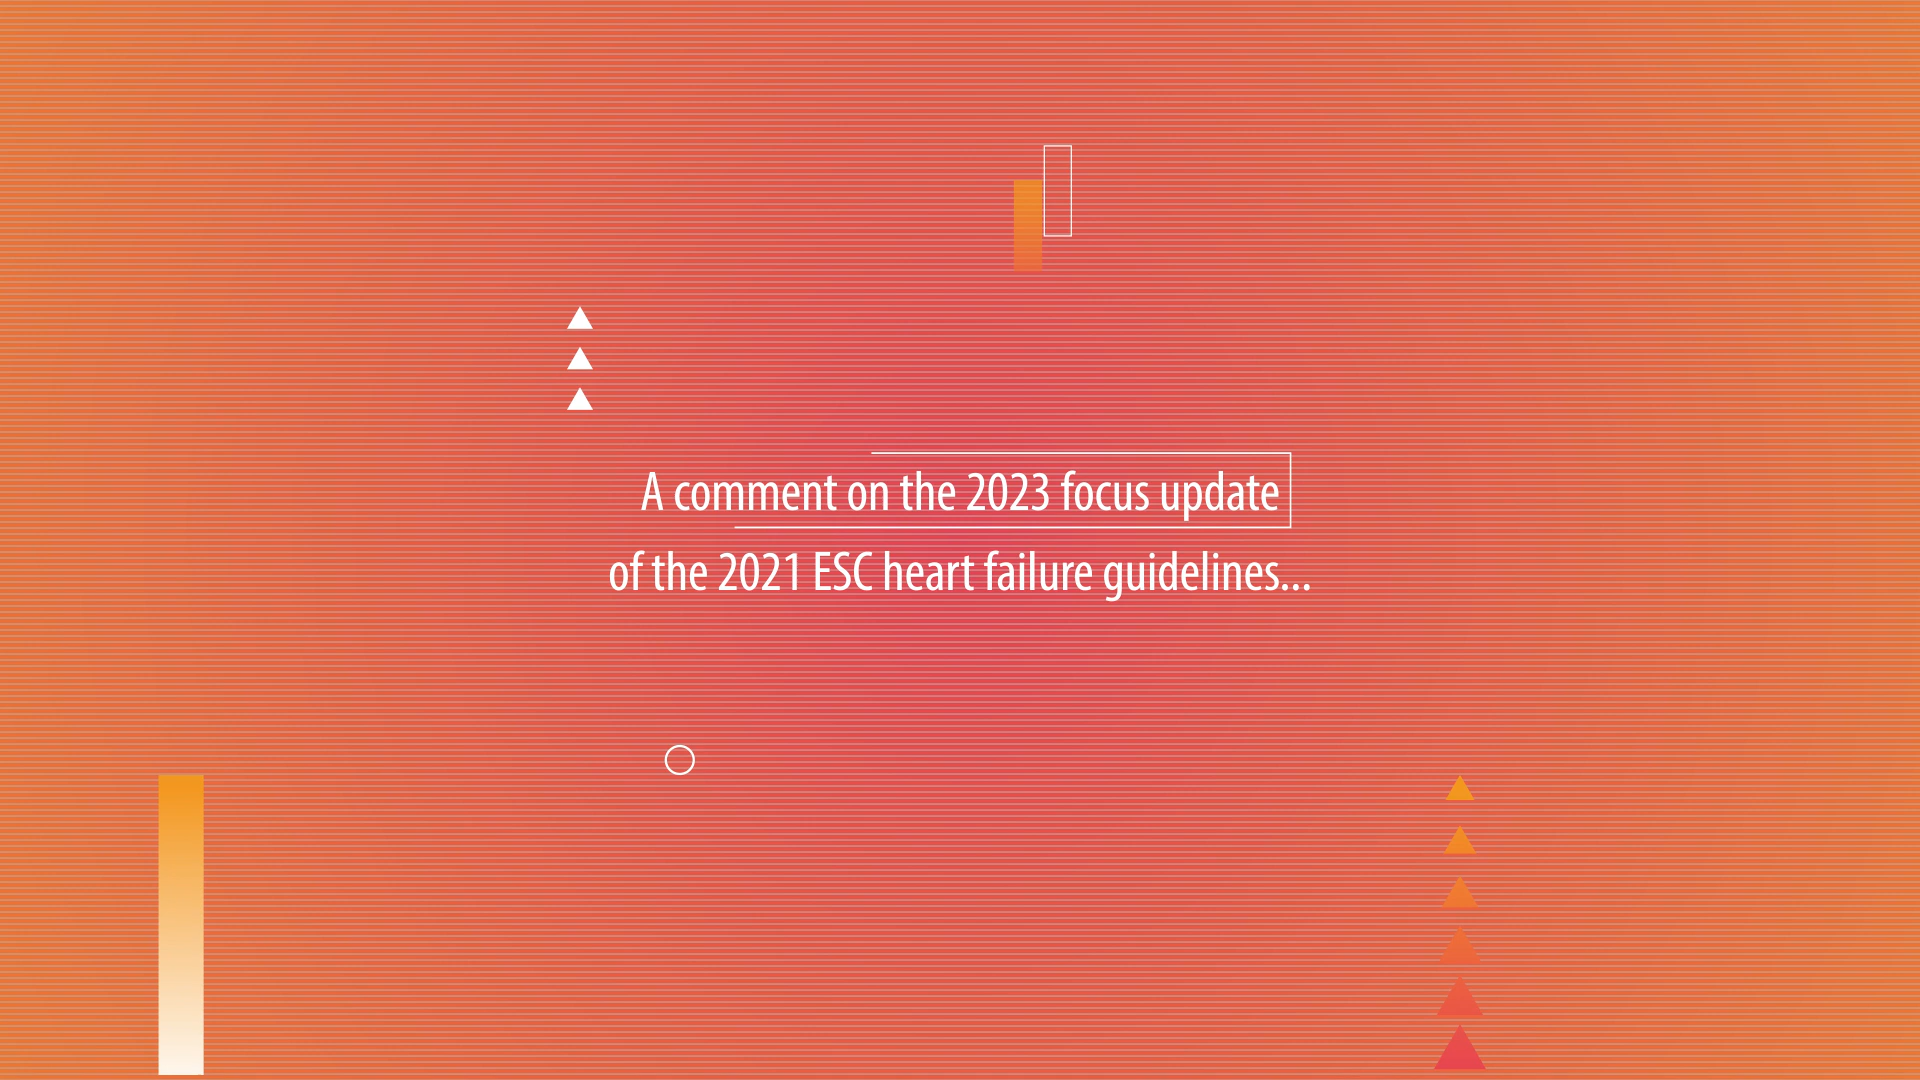 A comment on the 2023 focus update
of the 2021 ESC heart failure guidelines...